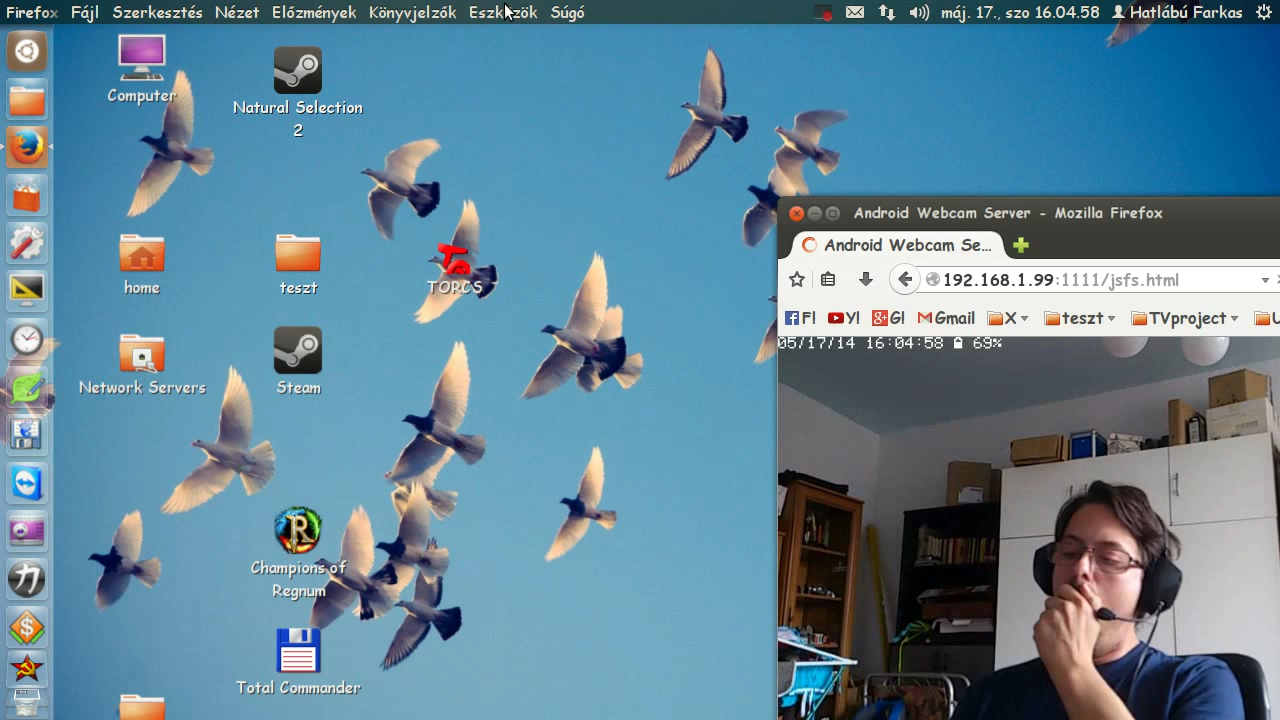 Firefox Fájl Szerkesztés Nézet Előzmények Könyvjelzők Eszközök Súgó máj. 17., szo 16.04.58 Hatlábú Farkas
Computer
Natural Selection
2
home
teszt
TORCS
Network Servers
Steam
Champions of
Regnum
Total Commander
Android Webcam Server - Mozilla Firefox
Android Webcam Se...
192.168.1.99:1111/jsfs.html
F! Y! G! Gmail X teszt TVproject U
05/17/14 16:04:58 69%